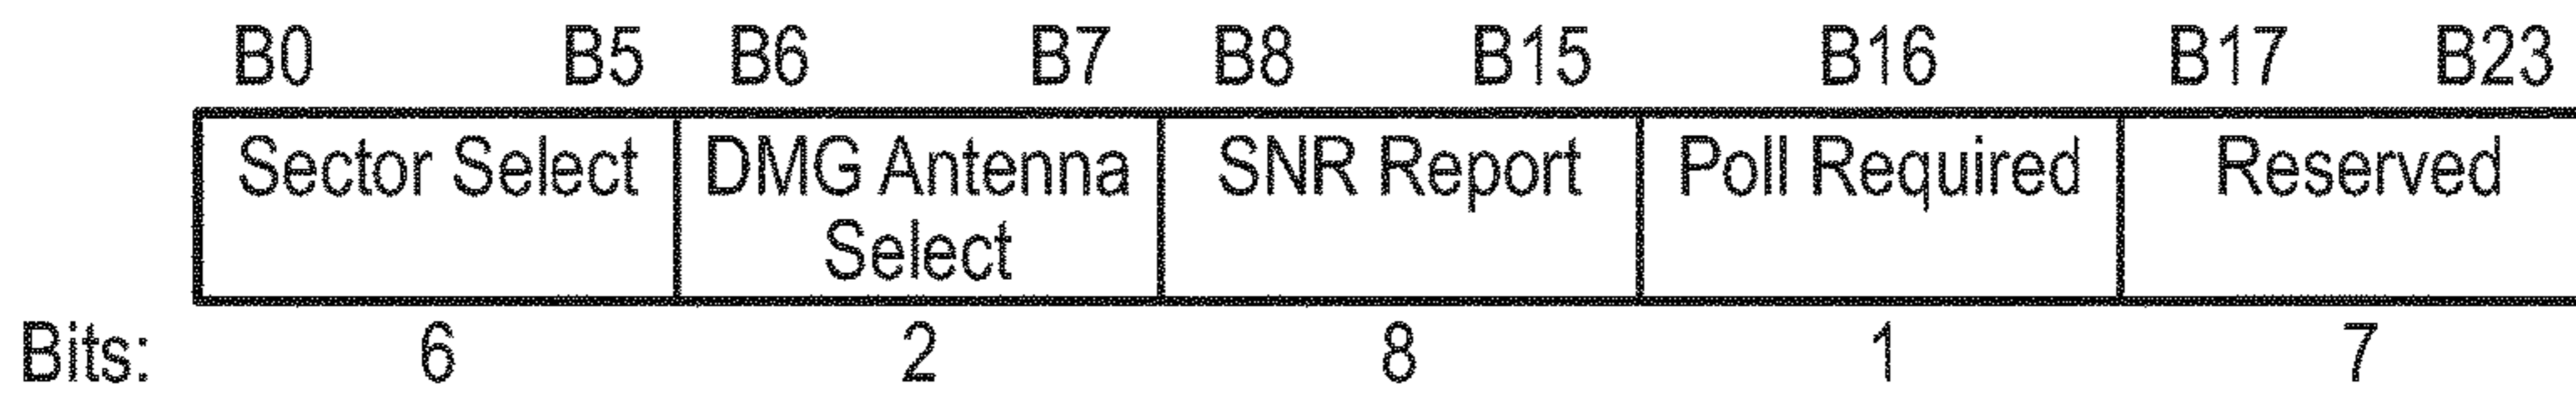 B0 B5 B6 B7 B8 B15 B16 B17 B23
Sector Select DMG Antenna SNR Report Poll Required Reserved
Select
Bits: 6 2 8 1 7